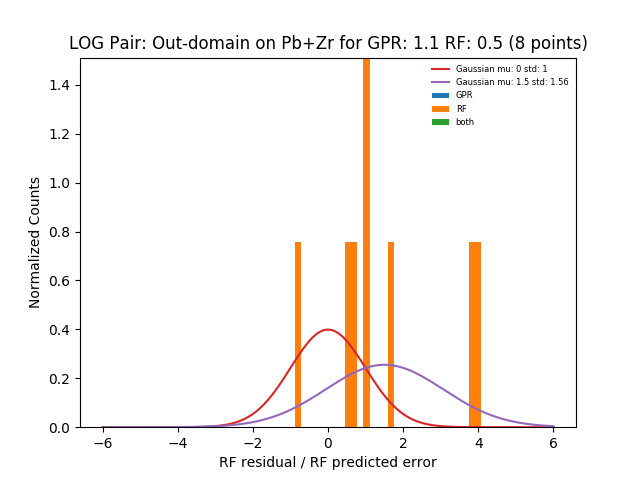 LOG Pair: Out-domain on Pb+Zr for GPR: 1.1 RF: 0.5 (8 points)
Gaussian mu: 0 std: 1
Gaussian mu: 1.5 std: 1.56
GPR
RF
both
Normalized Counts
1.4
1.2
1.0
0.8
0.6
0.4
0.2
0.0
−6 −4 −2 0 2 4 6
RF residual / RF predicted error